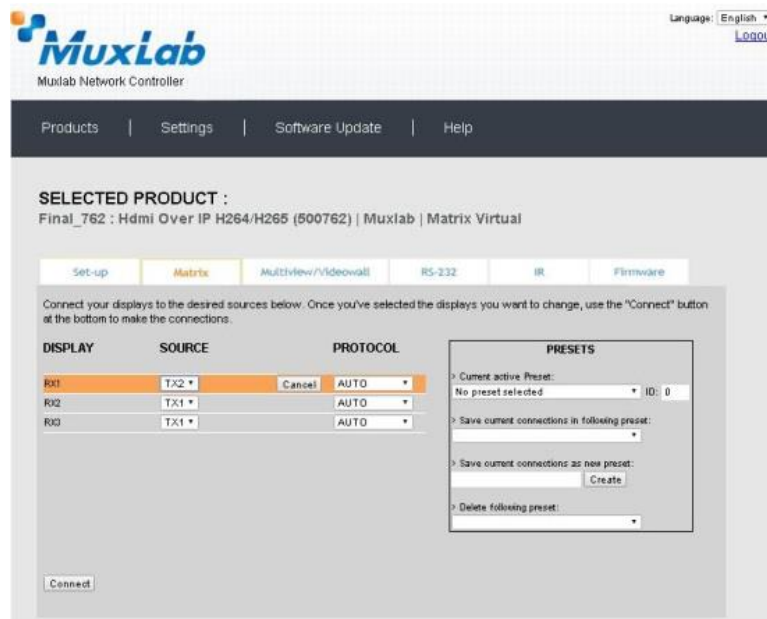 Language: English
Logou
MuxLab
Muxlab Network Controller
Products | Settings | Software Update | Help
SELECTED PRODUCT :
Final_762 : Hdmi Over IP H264/H265 (500762) | Muxlab | Matrix Virtual
Set-up Matrix Multiview/Videowall RS-232 IR Firmware
Connect your displays to the desired sources below. Once you've selected the displays you want to change, use the "Connect" button
at the bottom to make the connections.
DISPLAY SOURCE PROTOCOL
RX1 TX2 Cancel AUTO
RX2 TX1 AUTO
RX3 TX1 AUTO
PRESETS
> Current active Preset:
No preset selected ID: 0
> Save current connections in following preset:
> Save current connections as new preset:
Create
> Delete following preset:
Connect